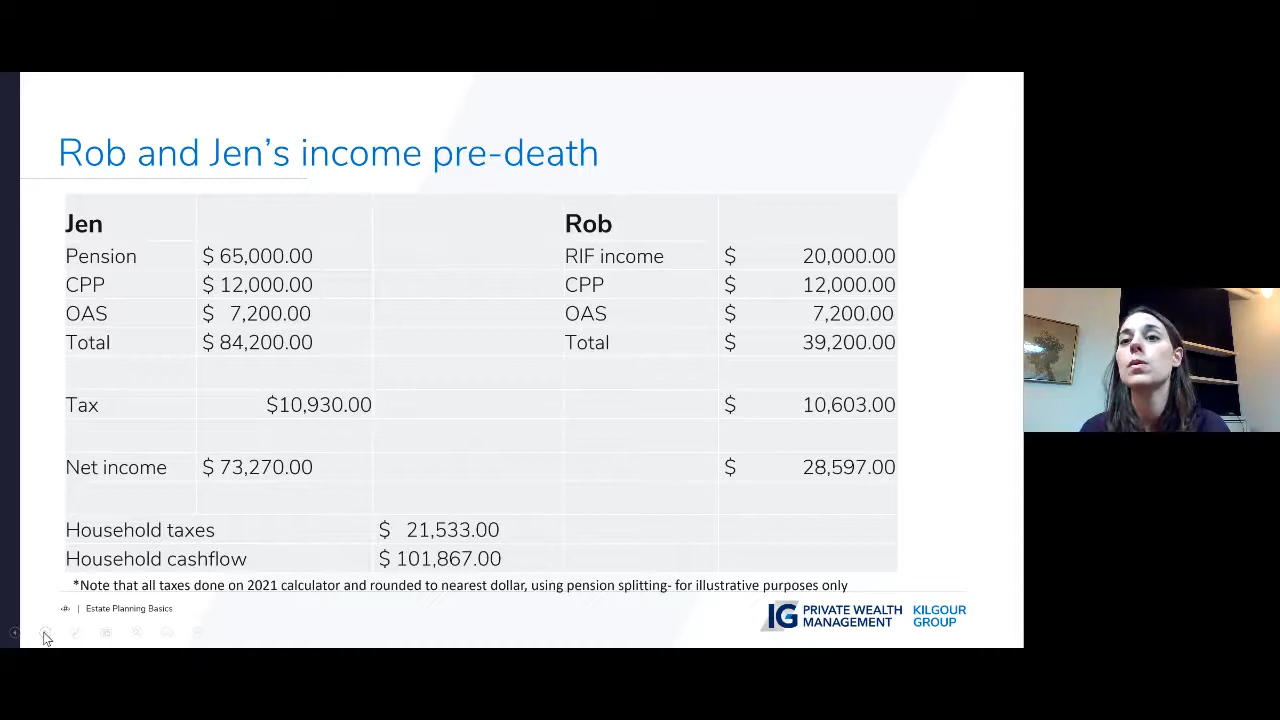 Rob and Jen's income pre-death
Jen Rob
Pension $ 65,000.00 RIF income $ 20,000.00
CPP $ 12,000.00 CPP $ 12,000.00
OAS $ 7,200.00 OAS $ 7,200.00
Total $ 84,200.00 Total $ 39,200.00
Tax $10,930.00 $ 10,603.00
Net income $ 73,270.00 $ 28,597.00
Household taxes $ 21,533.00
Household cashflow $ 101,867.00
*Note that all taxes done on 2021 calculator and rounded to nearest dollar, using pension splitting- for illustrative purposes only
| Estate Planning Basics
IG PRIVATE WEALTH MANAGEMENT KILGOUR GROUP